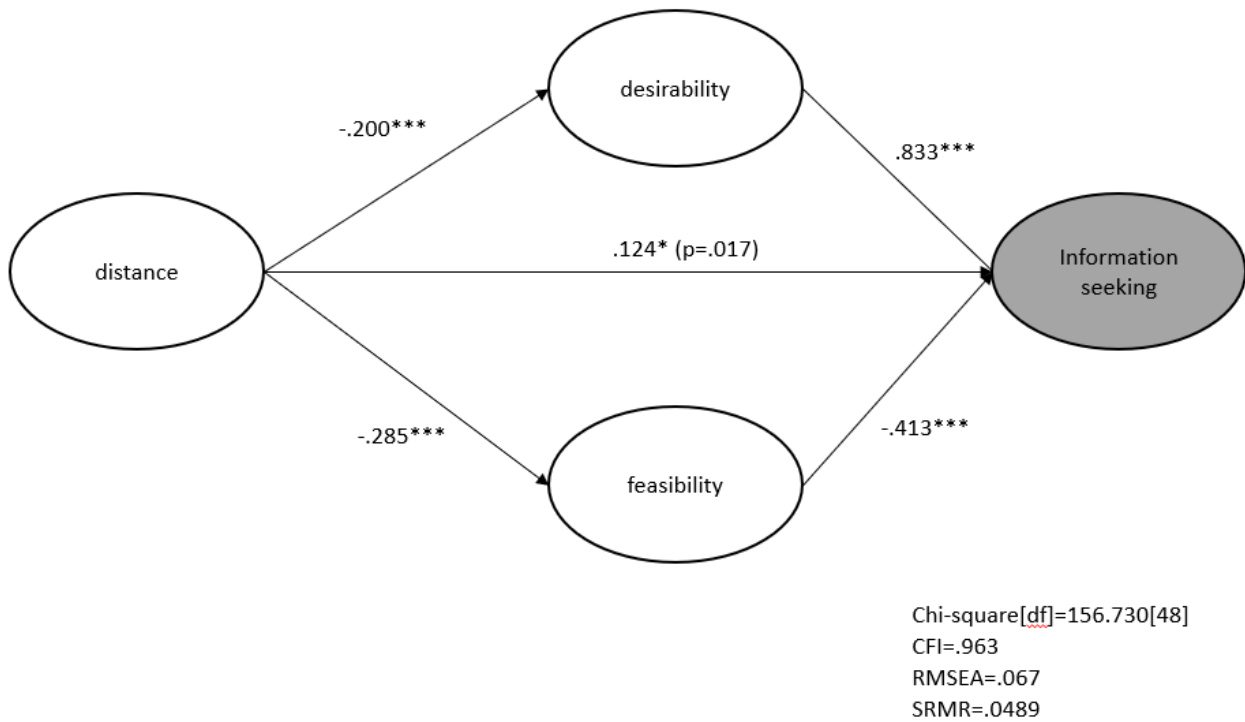 desirability
-.200***
.833***
.124* (p=.017)
distance
Information
seeking
-.285***
-.413***
feasibility
Chi-square[df]=156.730[48]
CFI=.963
RMSEA=.067
SRMR=.0489